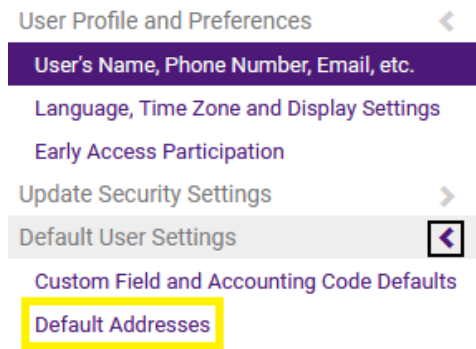 User Profile and Preferences
User's Name, Phone Number, Email, etc.
Language, Time Zone and Display Settings
Early Access Participation
Update Security Settings
Default User Settings
Custom Field and Accounting Code Defaults
Default Addresses